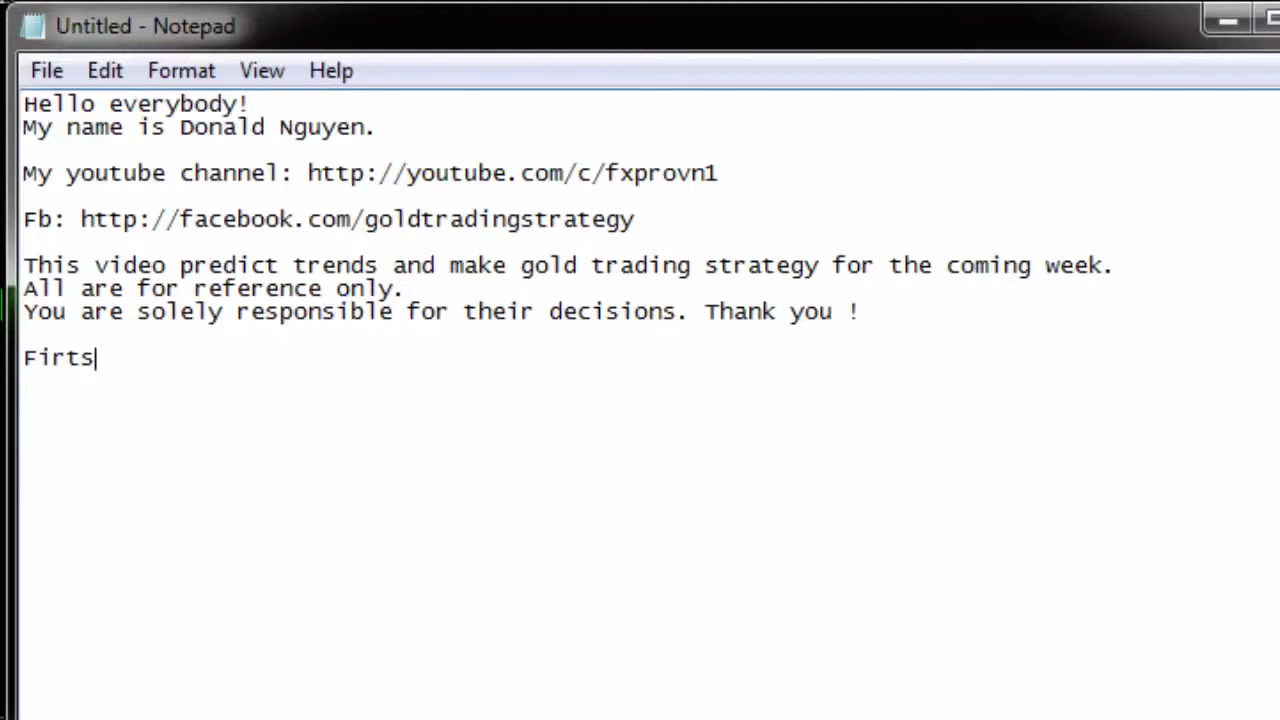 Untitled - Notepad
File Edit Format View Help
Hello everybody!
My name is Donald Nguyen.
My youtube channel: http://youtube.com/c/fxprovn1
Fb: http://facebook.com/goldtradingstrategy
This video predict trends and make gold trading strategy for the coming week.
All are for reference only.
You are solely responsible for their decisions. Thank you !
Firts